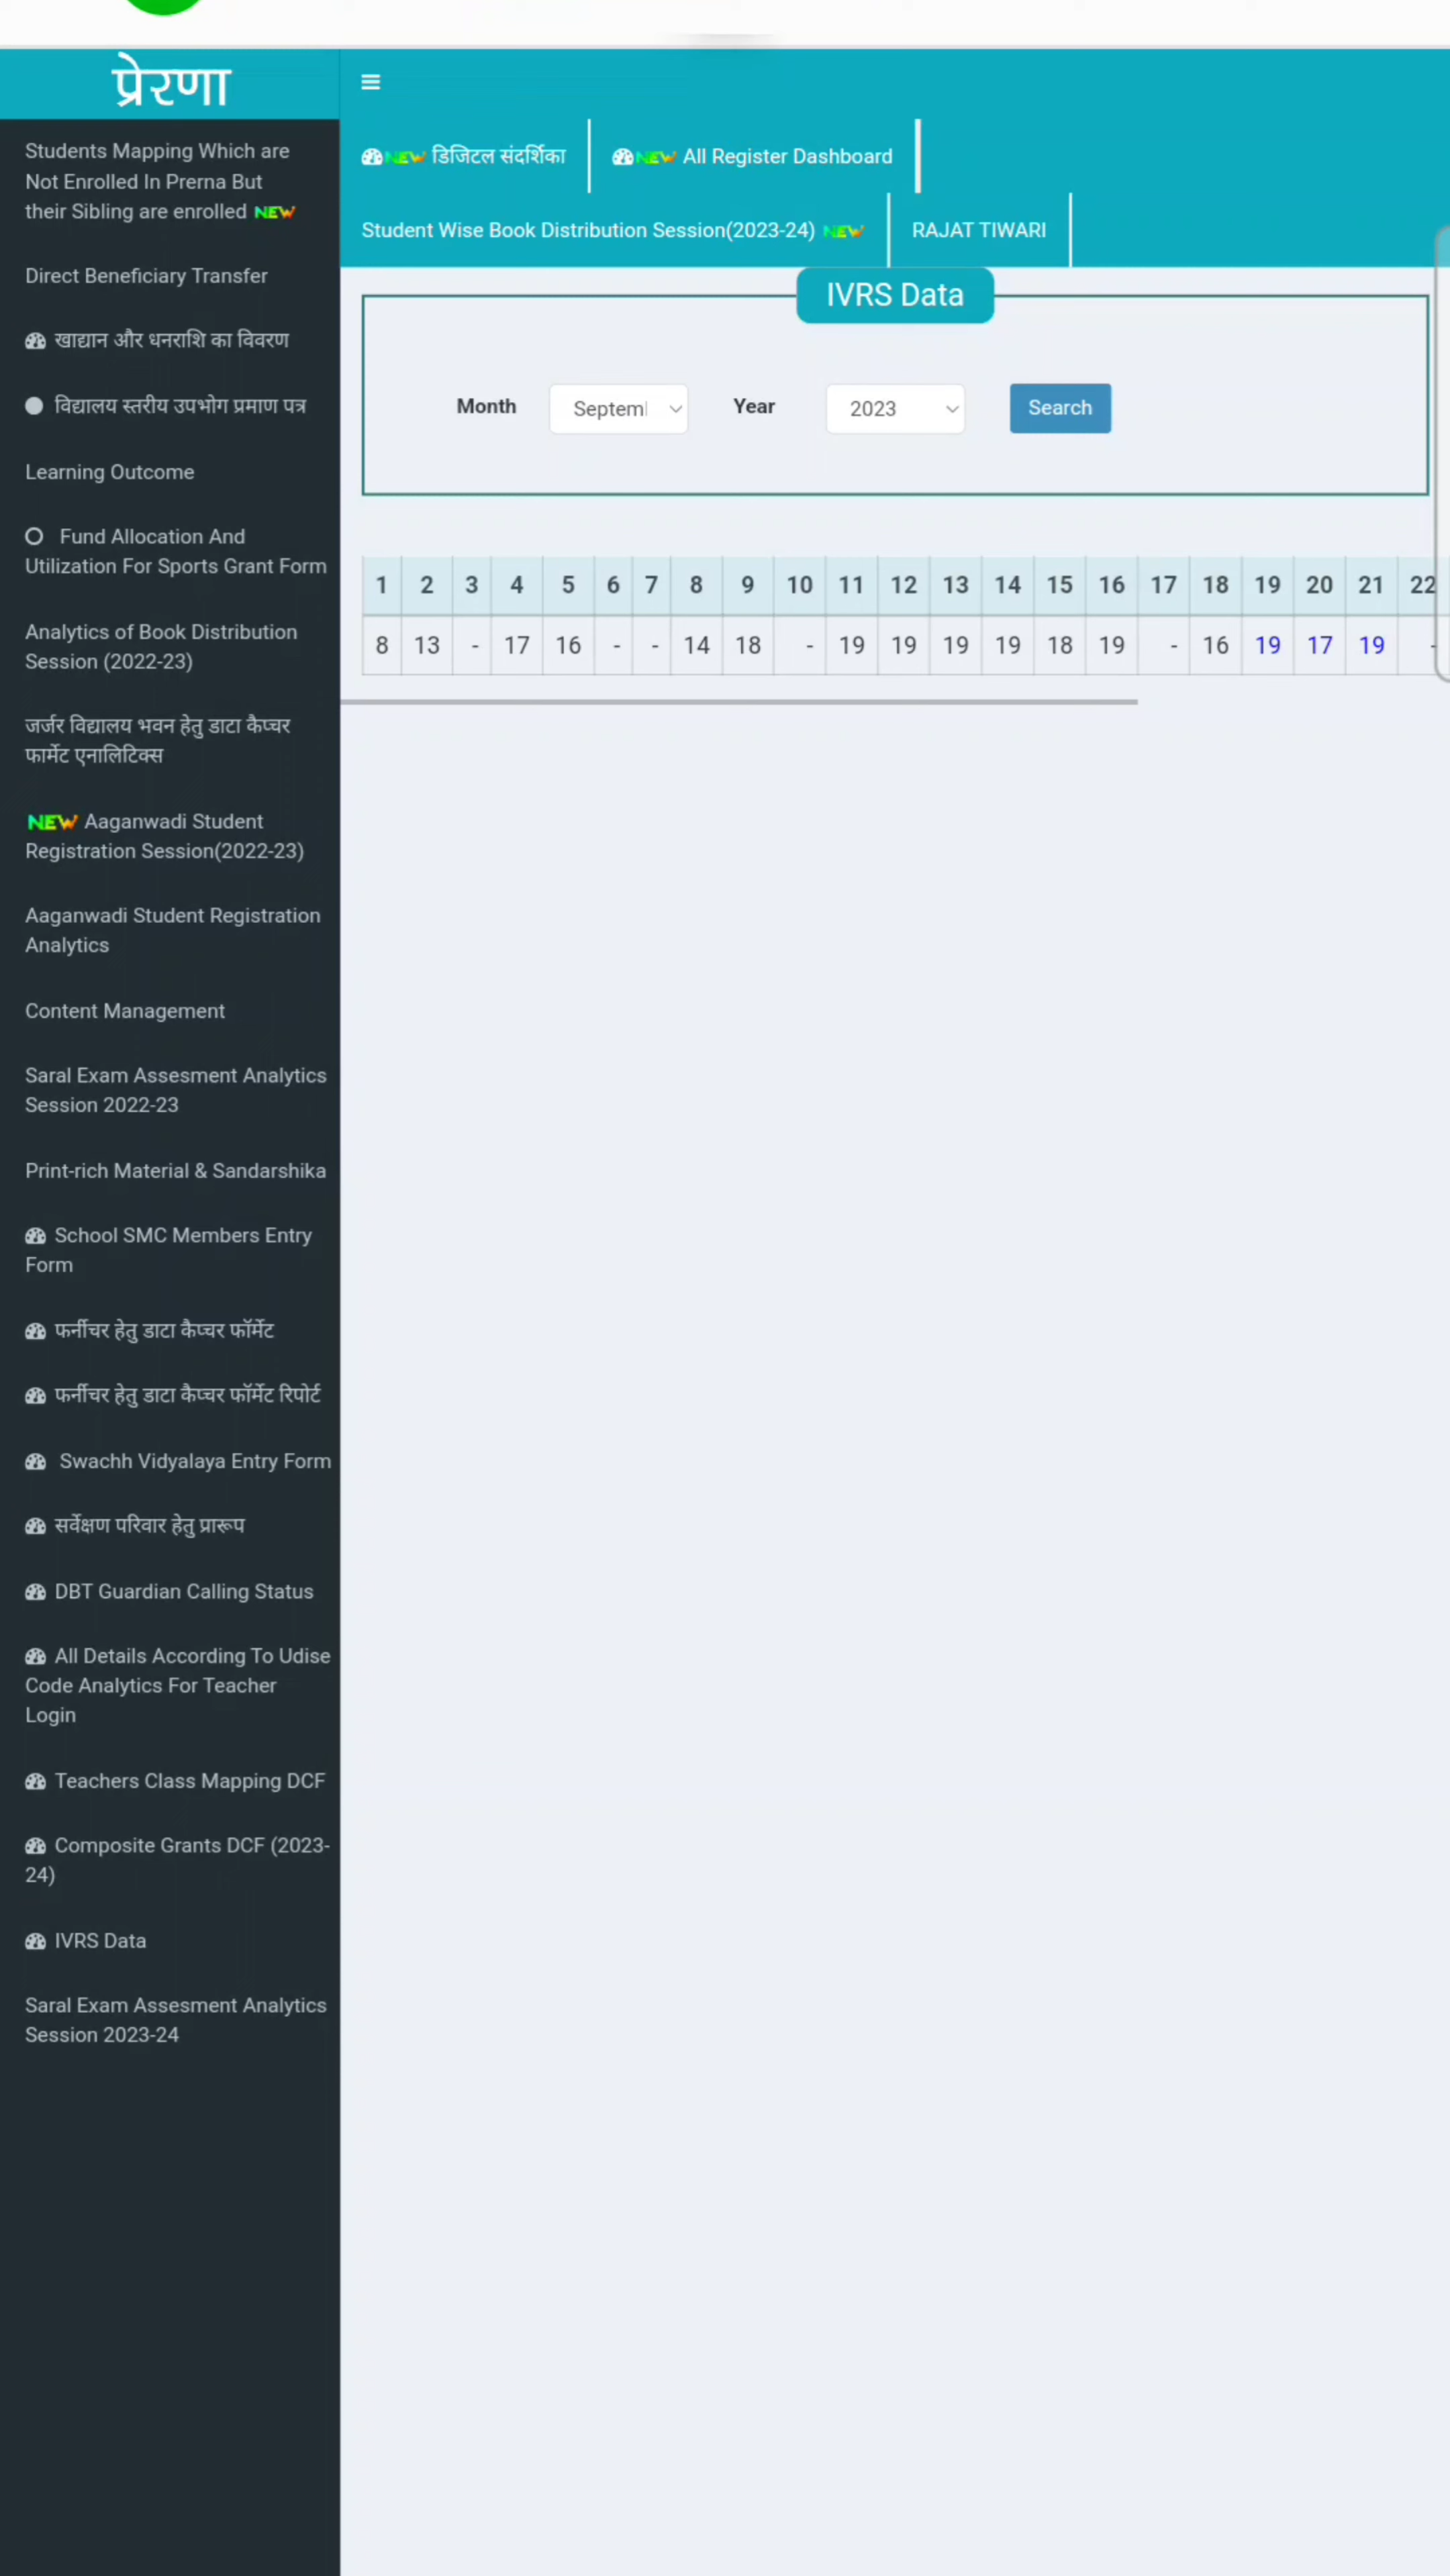 प्रेरणा
Students Mapping Which are
Not Enrolled In Prerna But
their Sibling are enrolled NEW
Direct Beneficiary Transfer
खाद्यान और धनराशि का विवरण
विद्यालय स्तरीय उपभोग प्रमाण पत्र
Learning Outcome
Fund Allocation And
Utilization For Sports Grant Form
Analytics of Book Distribution
Session (2022-23)
जर्जर विद्यालय भवन हेतु डाटा कैप्चर
फार्मेट एनालिटिक्स
NEW Aaganwadi Student
Registration Session(2022-23)
Aaganwadi Student Registration
Analytics
Content Management
Saral Exam Assesment Analytics
Session 2022-23
Print-rich Material & Sandarshika
School SMC Members Entry
Form
फर्नीचर हेतु डाटा कैप्चर फॉर्मेट
फर्नीचर हेतु डाटा कैप्चर फॉर्मेट रिपोर्ट
Swachh Vidyalaya Entry Form
सर्वेक्षण परिवार हेतु प्रारूप
DBT Guardian Calling Status
All Details According To Udise
Code Analytics For Teacher
Login
Teachers Class Mapping DCF
Composite Grants DCF (2023-
24)
IVRS Data
Saral Exam Assesment Analytics
Session 2023-24
NEW डिजिटल संदर्शिका NEW All Register Dashboard
Student Wise Book Distribution Session(2023-24) NEW RAJAT TIWARI
IVRS Data
Month Septem Year 2023 Search
1 2 3 4 5 6 7 8 9 10 11 12 13 14 15 16 17 18 19 20 21 22
8 13 - 17 16 - - 14 18 - 19 19 19 19 18 19 - 16 19 17 19 -